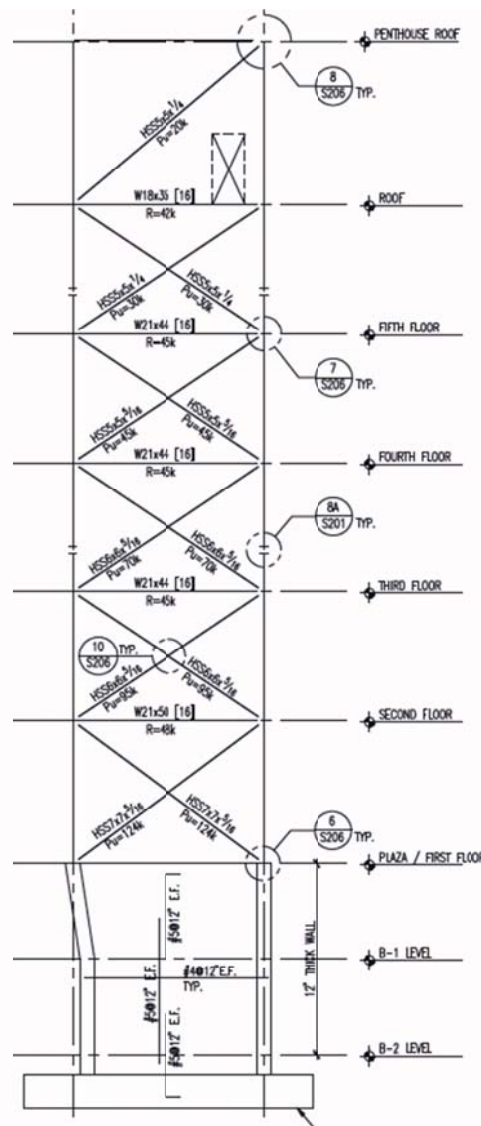 PENTHOUSE ROOF
8
S206 TYP.
HSS5x5x1/4
Pu=20k
W18x35 [16]
R=42k
ROOF
HSS5x5x1/4
Pu=30k
HSS5x5x1/4
Pu=30k
W21x44 [16]
R=45k
FIFTH FLOOR
7
S206 TYP.
HSS5x5x5/16
Pu=45k
HSS5x5x5/16
Pu=45k
W21x44 [16]
R=45k
FOURTH FLOOR
8A
S201 TYP.
HSS6x6x5/16
Pu=70k
HSS6x6x5/16
Pu=70k
W21x44 [16]
R=45k
THIRD FLOOR
10
S206 TYP.
HSS6x6x5/16
Pu=95k
HSS6x6x5/16
Pu=95k
W21x50 [16]
R=48k
SECOND FLOOR
HSS7x7x5/16
Pu=124k
HSS7x7x5/16
Pu=124k
6
S206 TYP.
PLAZA / FIRST FLOOR
#5@12" E.F.
12" THICK WALL
B-1 LEVEL
#4@12"E.F.
TYP.
#5@12" E.F.
#5@12" E.F.
B-2 LEVEL